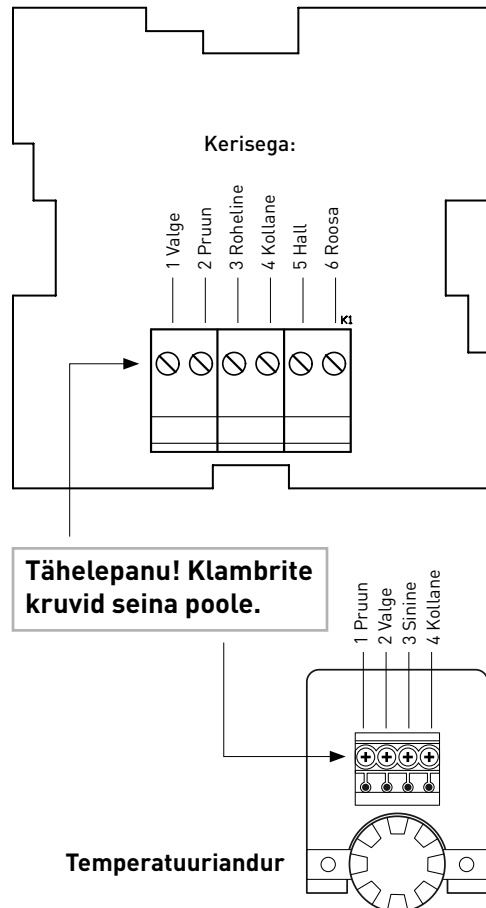 Kerisega:
1 Valge
2 Pruun
3 Roheline
4 Kollane
5 Hall
6 Roosa
K1
Tähelepanu! Klambrite
kruvid seina poole.
1 Pruun
2 Valge
3 Sinine
4 Kollane
Temperatuuriandur